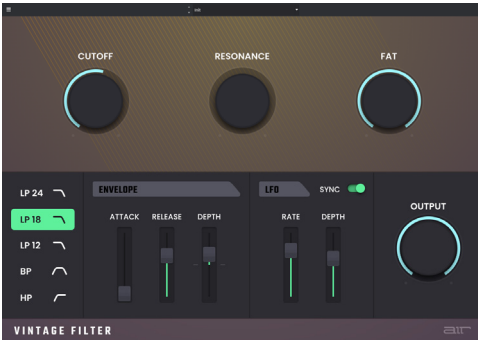 CUTOFF
RESONANCE
FAT
LP 24
LP 18
LP 12
BP
HP
ENVELOPE
ATTACK RELEASE DEPTH
LFO
SYNC
RATE DEPTH
OUTPUT
VINTAGE FILTER
air